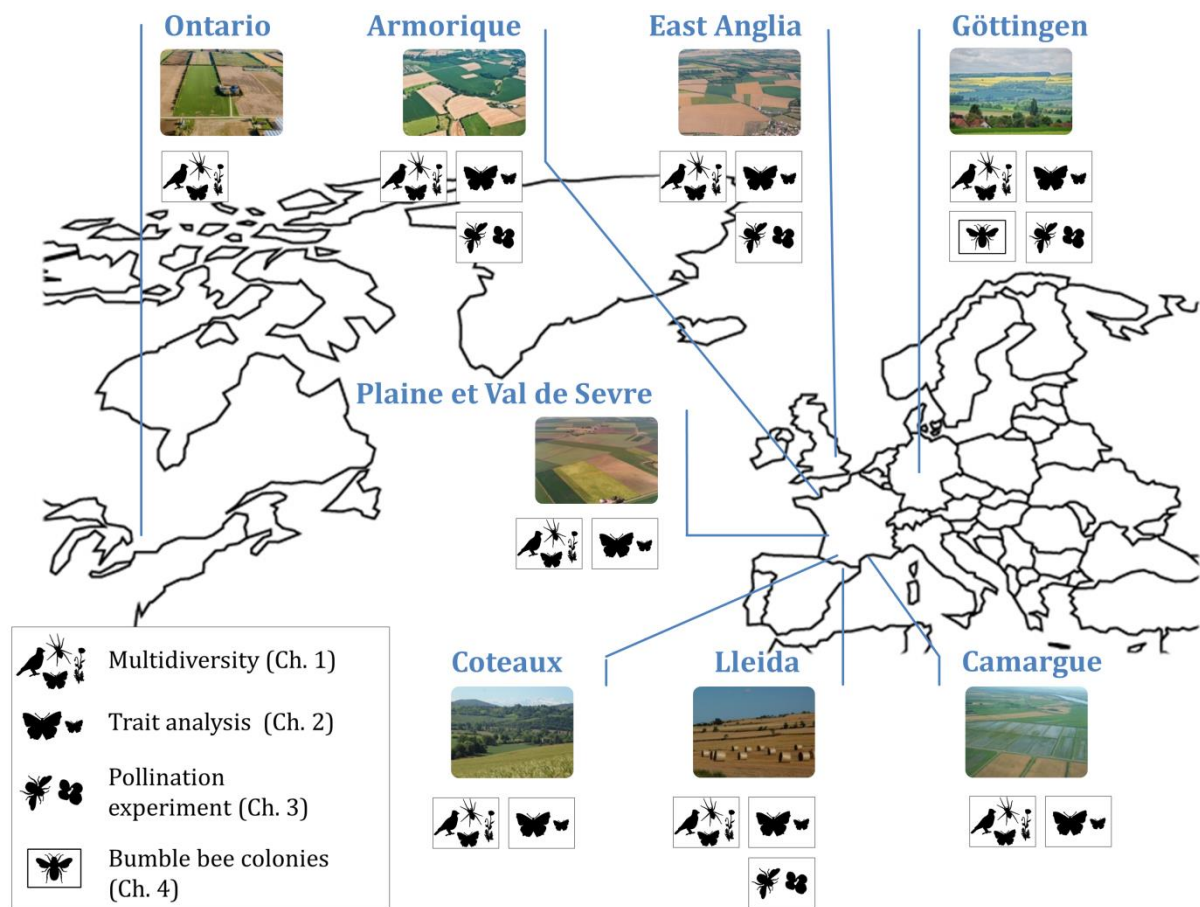 Ontario
Armorique
East Anglia
Göttingen
Plaine et Val de Sevre
Coteaux
Lleida
Camargue
Multidiversity (Ch. 1)
Trait analysis (Ch. 2)
Pollination
experiment (Ch. 3)
Bumble bee colonies
(Ch. 4)